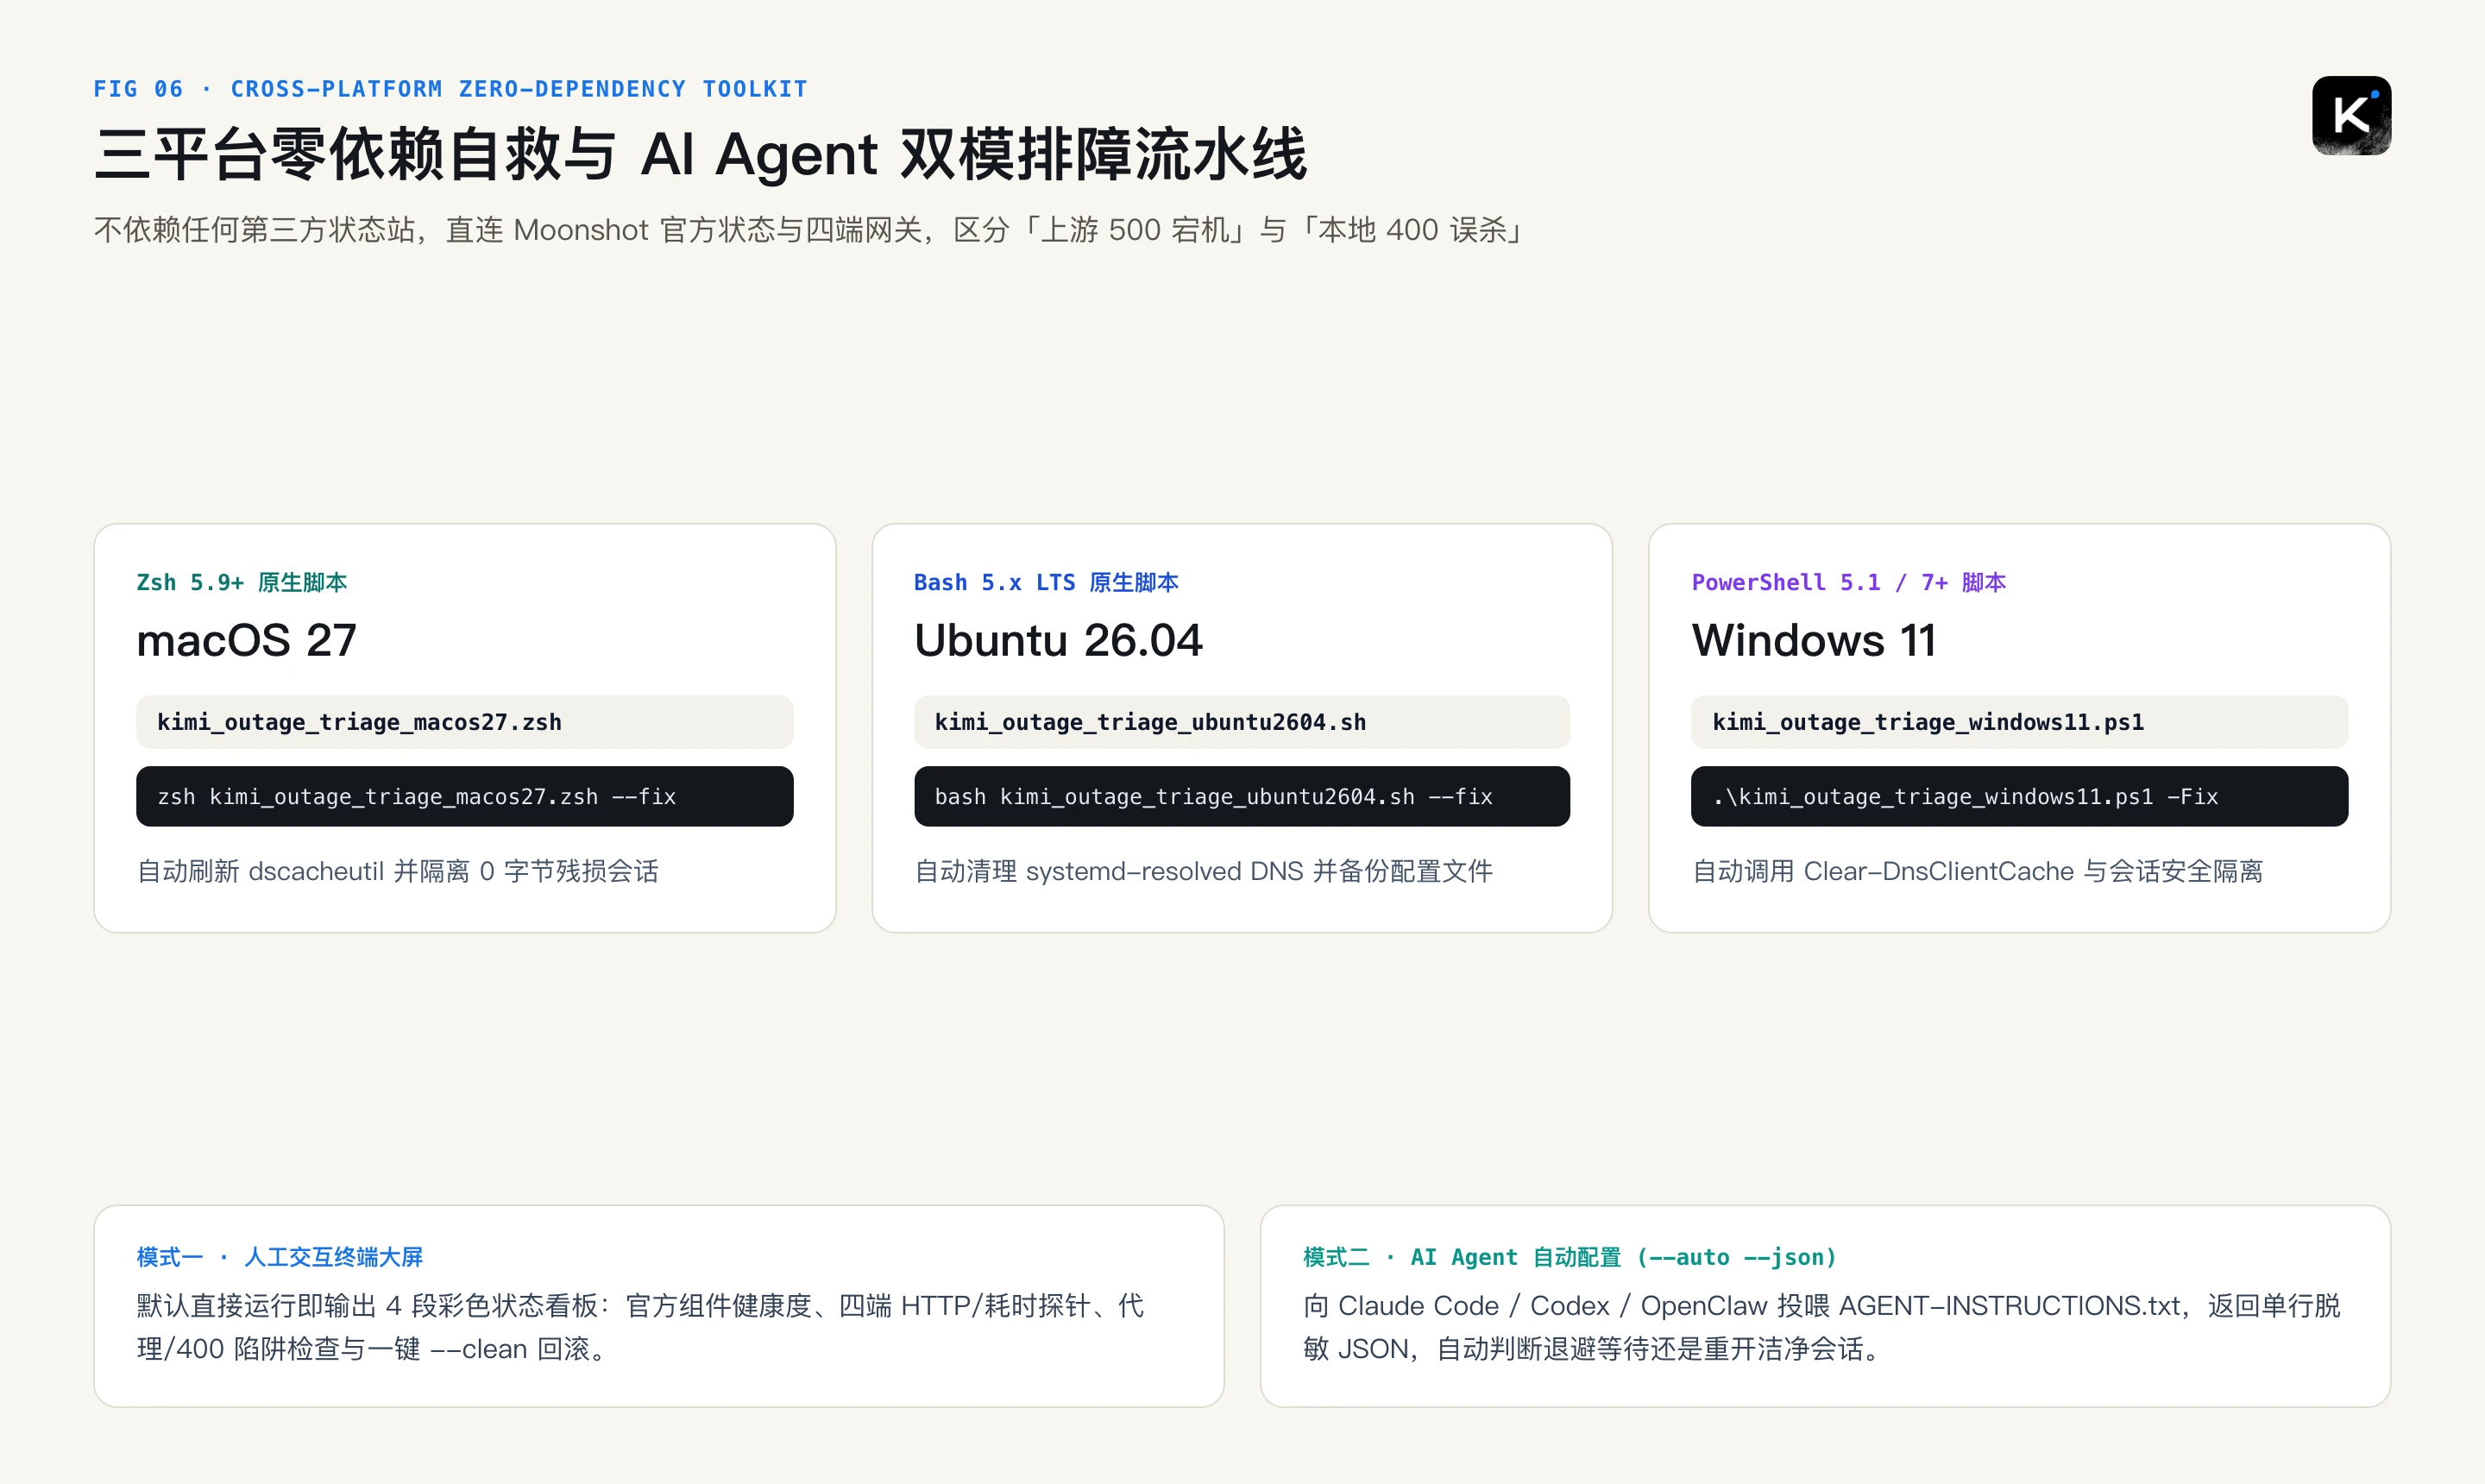 FIG 06 · CROSS-PLATFORM ZERO-DEPENDENCY TOOLKIT
三平台零依赖自救与 AI Agent 双模排障流水线
不依赖任何第三方状态站，直连 Moonshot 官方状态与四端网关，区分「上游 500 宕机」与「本地 400 误杀」
K
Zsh 5.9+ 原生脚本
macOS 27
kimi_outage_triage_macos27.zsh
zsh kimi_outage_triage_macos27.zsh --fix
自动刷新 dscacheutil 并隔离 0 字节残损会话
Bash 5.x LTS 原生脚本
Ubuntu 26.04
kimi_outage_triage_ubuntu2604.sh
bash kimi_outage_triage_ubuntu2604.sh --fix
自动清理 systemd-resolved DNS 并备份配置文件
PowerShell 5.1 / 7+ 脚本
Windows 11
kimi_outage_triage_windows11.ps1
.\kimi_outage_triage_windows11.ps1 -Fix
自动调用 Clear-DnsClientCache 与会话安全隔离
模式一 · 人工交互终端大屏
默认直接运行即输出 4 段彩色状态看板：官方组件健康度、四端 HTTP/耗时探针、代
理/400 陷阱检查与一键 --clean 回滚。
模式二 · AI Agent 自动配置 (--auto --json)
向 Claude Code / Codex / OpenClaw 投喂 AGENT-INSTRUCTIONS.txt，返回单行脱
敏 JSON，自动判断退避等待还是重开洁净会话。